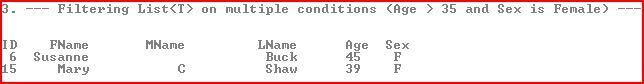 3. --- Filtering List<T> on multiple conditions (Age > 35 and Sex is Female) ---
ID FName MName LName Age Sex
6 Susanne Buck 45 F
15 Mary C Shaw 39 F